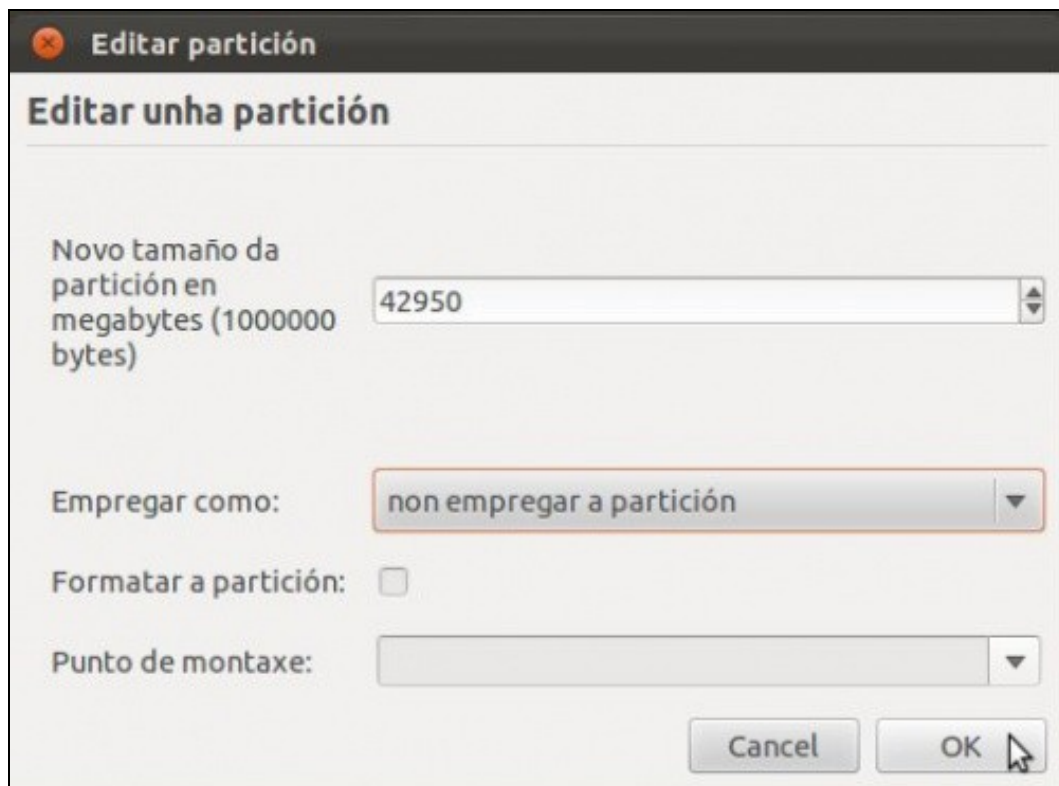 Editar partición
Editar unha partición
Novo tamaño da
partición en
megabytes (1000000
bytes)
42950
Empregar como:
non empregar a partición
Formatar a partición:
Punto de montaxe:
Cancel
OK